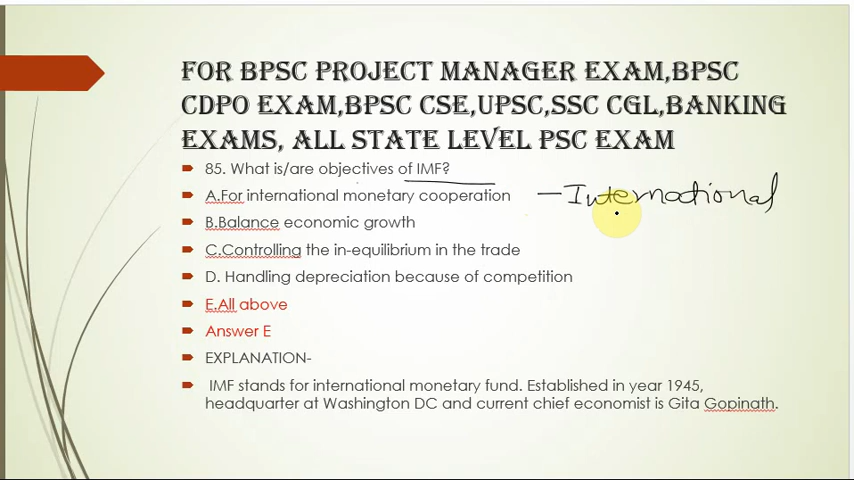 FOR BPSC PROJECT MANAGER EXAM,BPSC
CDPO EXAM,BPSC CSE,UPSC,SSC CGL,BANKING
EXAMS, ALL STATE LEVEL PSC EXAM
85. What is/are objectives of IMF?
A.For international monetary cooperation - International
B.Balance economic growth
C.Controlling the in-equilibrium in the trade
D. Handling depreciation because of competition
E.All above
Answer E
EXPLANATION-
IMF stands for international monetary fund. Established in year 1945,
headquarter at Washington DC and current chief economist is Gita Gopinath.